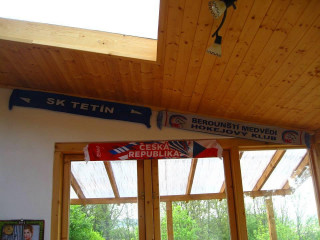 SK TETÍN
BEROUNŠTÍ MEDVĚDI
HOKEJOVÝ KLUB
ČESKÁ
REPUBLIKA